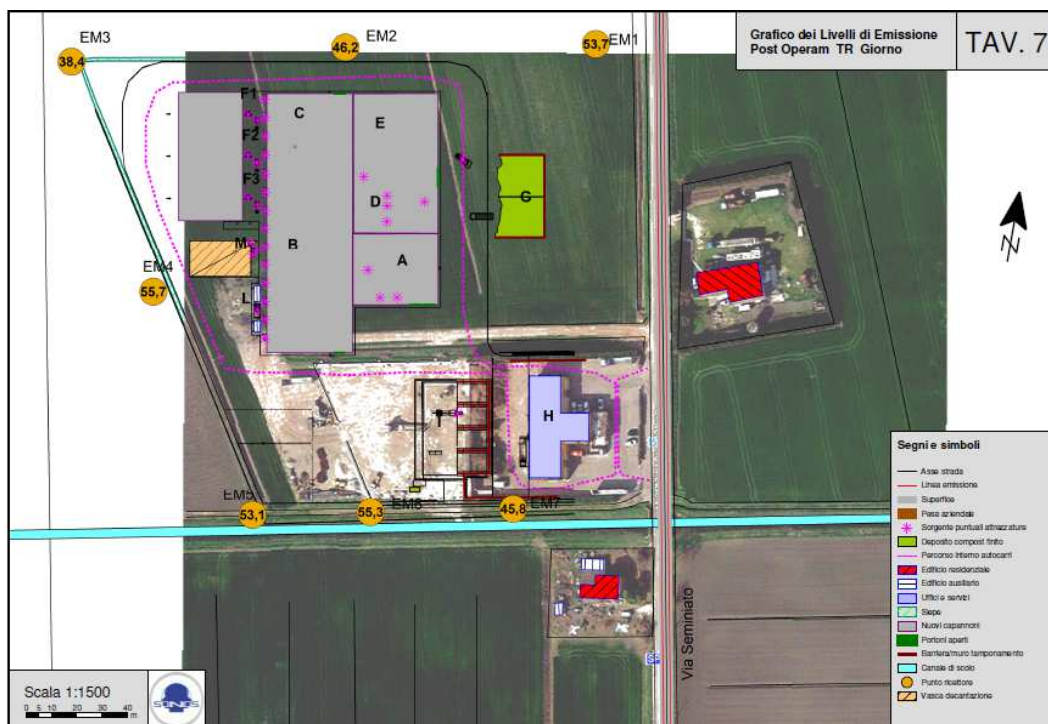 Grafico dei Livelli di Emissione
Post Operam TR Giorno
TAV. 7
EM3
38,4
46,2
EM2
53,7
EM1
F1
C
E
F2
F3
D
G
M
B
A
EM4
55,7
L
H
I
EM5
53,1
55,3
EM6
45,8
EM7
Via Seminiato
N
Segni e simboli
Asse strada
Linea emissione
Superfice
Pesa aziendale
Sorgente puntuali attrezzature
Deposito compost finito
Percorso interno autocarri
Edificio residenziale
Edificio ausiliario
Uffici e servizi
Siepe
Nuovi capannoni
Portoni aperti
Barriera/muro tamponamento
Canale di scolo
Punto ricettore
Vasca decantazione
Scala 1:1500
0 5 10 20 30 40
m